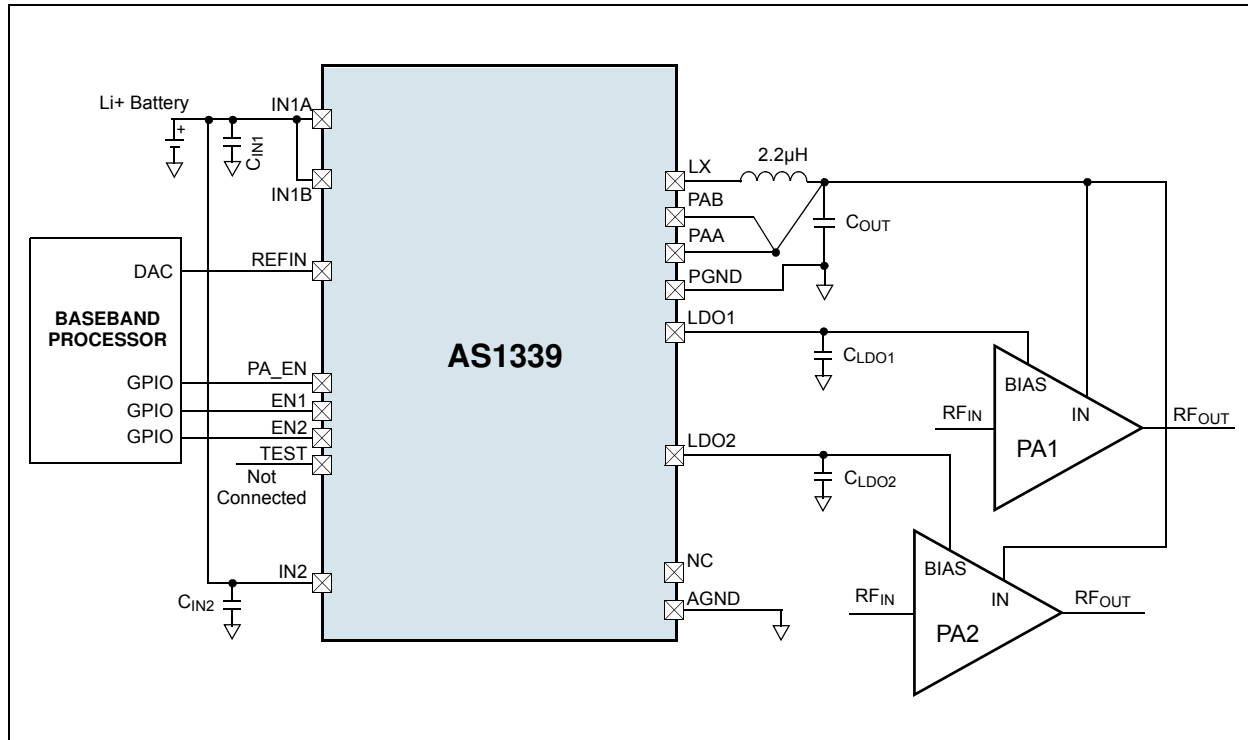 Li+ Battery
+
CIN1
IN1A
IN1B
BASEBAND
PROCESSOR
DAC
GPIO
GPIO
GPIO
REFIN
PA_EN
EN1
EN2
TEST
Not
Connected
IN2
CIN2
AS1339
LX
PAB
PAA
PGND
LDO1
LDO2
NC
AGND
2.2µH
COUT
CLDO1
CLDO2
BIAS
IN
RFIN
PA1
RFOUT
BIAS
IN
RFIN
PA2
RFOUT